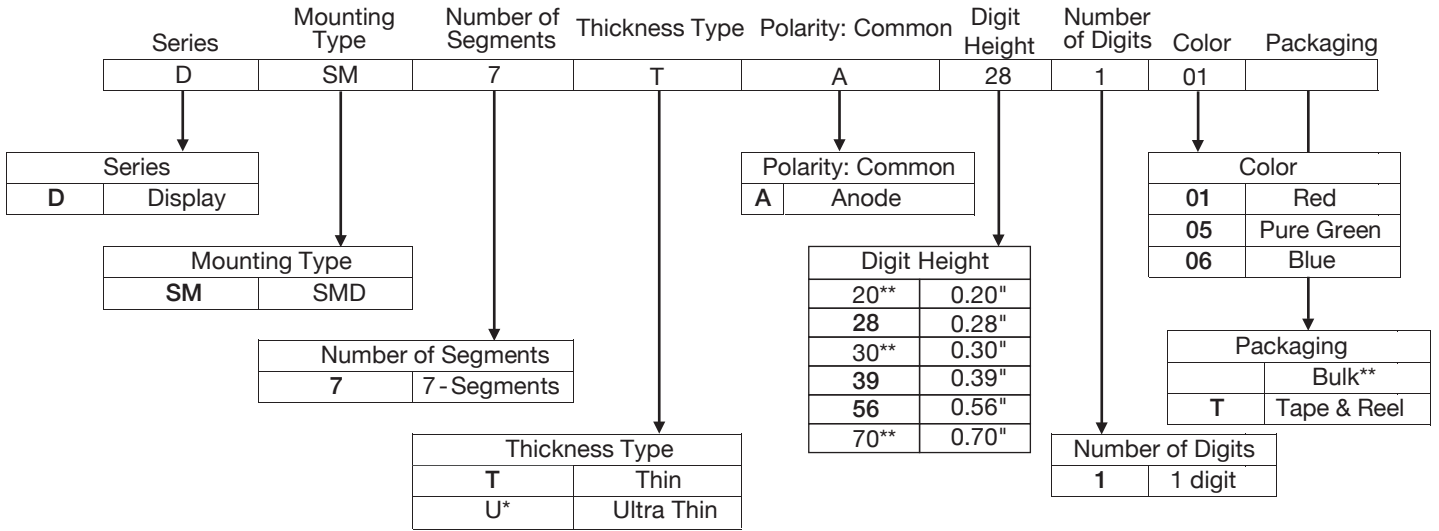 Series
Mounting
Type
Number of
Segments
Thickness Type
Polarity: Common
Digit
Height
Number
of Digits
Color
Packaging
D SM 7 T A 28 1 01
Series
D Display
Mounting Type
SM SMD
Number of Segments
7 7-Segments
Thickness Type
T Thin
U* Ultra Thin
Polarity: Common
A Anode
Digit Height
20** 0.20"
28 0.28"
30** 0.30"
39 0.39"
56 0.56"
70** 0.70"
Number of Digits
1 1 digit
Color
01 Red
05 Pure Green
06 Blue
Packaging
Bulk**
T Tape & Reel